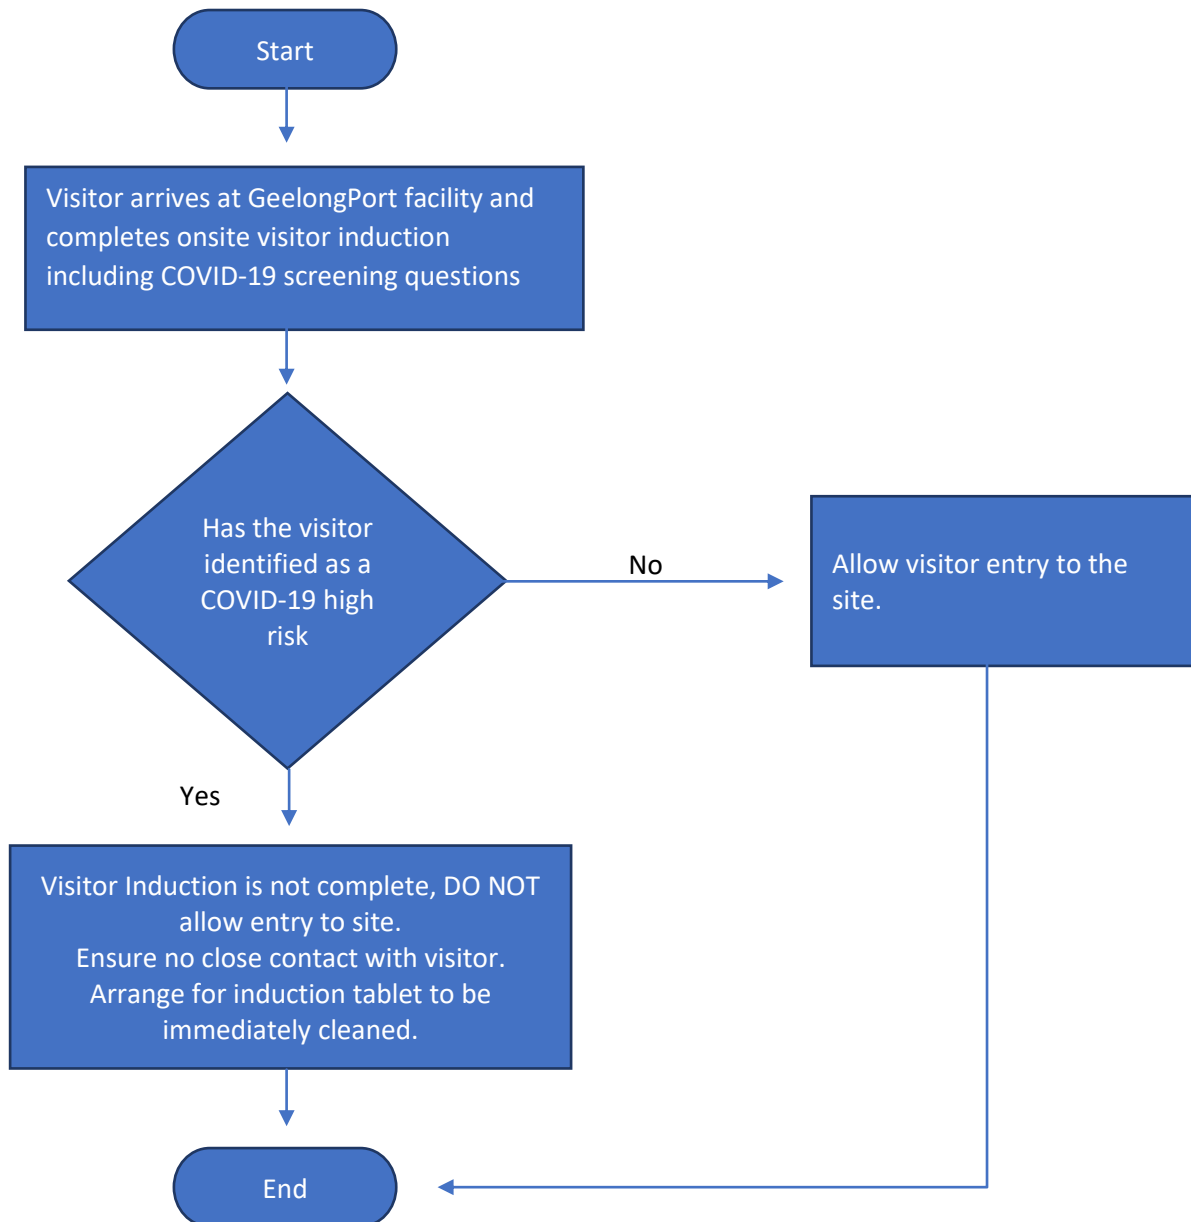 Start
Visitor arrives at GeelongPort facility and
completes onsite visitor induction
including COVID-19 screening questions
Has the visitor
identified as a
COVID-19 high
risk
No
Allow visitor entry to the
site.
Yes
Visitor Induction is not complete, DO NOT
allow entry to site.
Ensure no close contact with visitor.
Arrange for induction tablet to be
immediately cleaned.
End